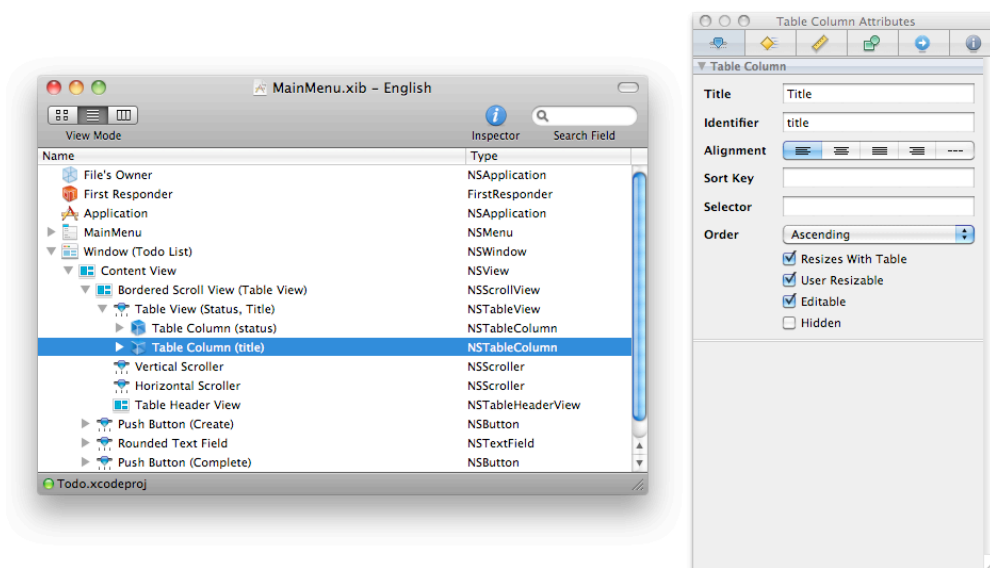 Table Column Attributes
Table Column
Title Title
Identifier title
Alignment
Sort Key
Selector
Order Ascending
Resizes With Table
User Resizable
Editable
Hidden
MainMenu.xib – English
View Mode Inspector Search Field
Name Type
File's Owner NSApplication
First Responder FirstResponder
Application NSApplication
MainMenu NSMenu
Window (Todo List) NSWindow
Content View NSView
Bordered Scroll View (Table View) NSScrollView
Table View (Status, Title) NSTableView
Table Column (status) NSTableColumn
Table Column (title) NSTableColumn
Vertical Scroller NSScroller
Horizontal Scroller NSScroller
Table Header View NSTableHeaderView
Push Button (Create) NSButton
Rounded Text Field NSTextField
Push Button (Complete) NSButton
Todo.xcodeproj